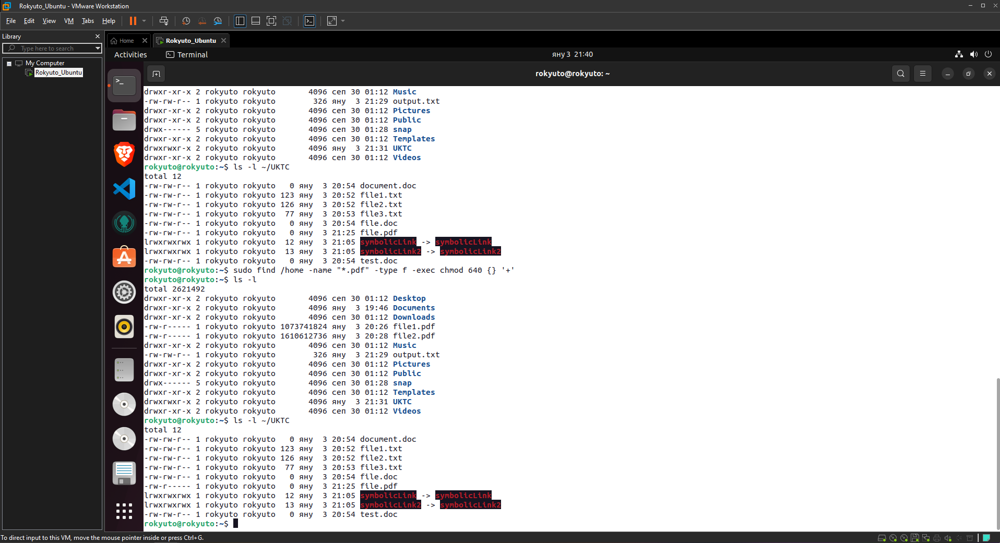 Rokyuto_Ubuntu - VMware Workstation
File Edit View VM Tabs Help
Library
Type here to search
My Computer
Rokyuto_Ubuntu
Home
Rokyuto_Ubuntu
Activities
Terminal
яну 3 21:40
rokyuto@rokyuto: ~
drwxr-xr-x 2 rokyuto rokyuto       4096 сеп 30 01:12 Music
-rw-rw-r-- 1 rokyuto rokyuto        326 яну  3 21:29 output.txt
drwxr-xr-x 2 rokyuto rokyuto       4096 сеп 30 01:12 Pictures
drwxr-xr-x 2 rokyuto rokyuto       4096 сеп 30 01:12 Public
drwx------ 5 rokyuto rokyuto       4096 сеп 30 01:28 snap
drwxr-xr-x 2 rokyuto rokyuto       4096 сеп 30 01:12 Templates
drwxrwxr-x 2 rokyuto rokyuto       4096 яну  3 21:31 UKTC
drwxr-xr-x 2 rokyuto rokyuto       4096 сеп 30 01:12 Videos
rokyuto@rokyuto:~$ ls -l ~/UKTC
total 12
-rw-rw-r-- 1 rokyuto rokyuto   0 яну  3 20:54 document.doc
-rw-rw-r-- 1 rokyuto rokyuto 123 яну  3 20:52 file1.txt
-rw-rw-r-- 1 rokyuto rokyuto 126 яну  3 20:52 file2.txt
-rw-rw-r-- 1 rokyuto rokyuto  77 яну  3 20:53 file3.txt
-rw-rw-r-- 1 rokyuto rokyuto   0 яну  3 20:54 file.doc
-rw-rw-r-- 1 rokyuto rokyuto   0 яну  3 21:25 file.pdf
lrwxrwxrwx 1 rokyuto rokyuto  12 яну  3 21:05 symbolicLink -> symbolicLink
lrwxrwxrwx 1 rokyuto rokyuto  13 яну  3 21:05 symbolicLink2 -> symbolicLink2
-rw-rw-r-- 1 rokyuto rokyuto   0 яну  3 20:54 test.doc
rokyuto@rokyuto:~$ sudo find /home -name "*.pdf" -type f -exec chmod 640 {} '+'
rokyuto@rokyuto:~$ ls -l
total 2621492
drwxr-xr-x 2 rokyuto rokyuto       4096 сеп 30 01:12 Desktop
drwxr-xr-x 2 rokyuto rokyuto       4096 яну  3 19:46 Documents
drwxr-xr-x 2 rokyuto rokyuto       4096 сеп 30 01:12 Downloads
-rw-r----- 1 rokyuto rokyuto 1073741824 яну  3 20:26 file1.pdf
-rw-r----- 1 rokyuto rokyuto 1610612736 яну  3 20:28 file2.pdf
drwxr-xr-x 2 rokyuto rokyuto       4096 сеп 30 01:12 Music
-rw-rw-r-- 1 rokyuto rokyuto        326 яну  3 21:29 output.txt
drwxr-xr-x 2 rokyuto rokyuto       4096 сеп 30 01:12 Pictures
drwxr-xr-x 2 rokyuto rokyuto       4096 сеп 30 01:12 Public
drwx------ 5 rokyuto rokyuto       4096 сеп 30 01:28 snap
drwxr-xr-x 2 rokyuto rokyuto       4096 сеп 30 01:12 Templates
drwxrwxr-x 2 rokyuto rokyuto       4096 яну  3 21:31 UKTC
drwxr-xr-x 2 rokyuto rokyuto       4096 сеп 30 01:12 Videos
rokyuto@rokyuto:~$ ls -l ~/UKTC
total 12
-rw-rw-r-- 1 rokyuto rokyuto   0 яну  3 20:54 document.doc
-rw-rw-r-- 1 rokyuto rokyuto 123 яну  3 20:52 file1.txt
-rw-rw-r-- 1 rokyuto rokyuto 126 яну  3 20:52 file2.txt
-rw-rw-r-- 1 rokyuto rokyuto  77 яну  3 20:53 file3.txt
-rw-rw-r-- 1 rokyuto rokyuto   0 яну  3 20:54 file.doc
-rw-r----- 1 rokyuto rokyuto   0 яну  3 21:25 file.pdf
lrwxrwxrwx 1 rokyuto rokyuto  12 яну  3 21:05 symbolicLink -> symbolicLink
lrwxrwxrwx 1 rokyuto rokyuto  13 яну  3 21:05 symbolicLink2 -> symbolicLink2
-rw-rw-r-- 1 rokyuto rokyuto   0 яну  3 20:54 test.doc
rokyuto@rokyuto:~$
To direct input to this VM, move the mouse pointer inside or press Ctrl+G.